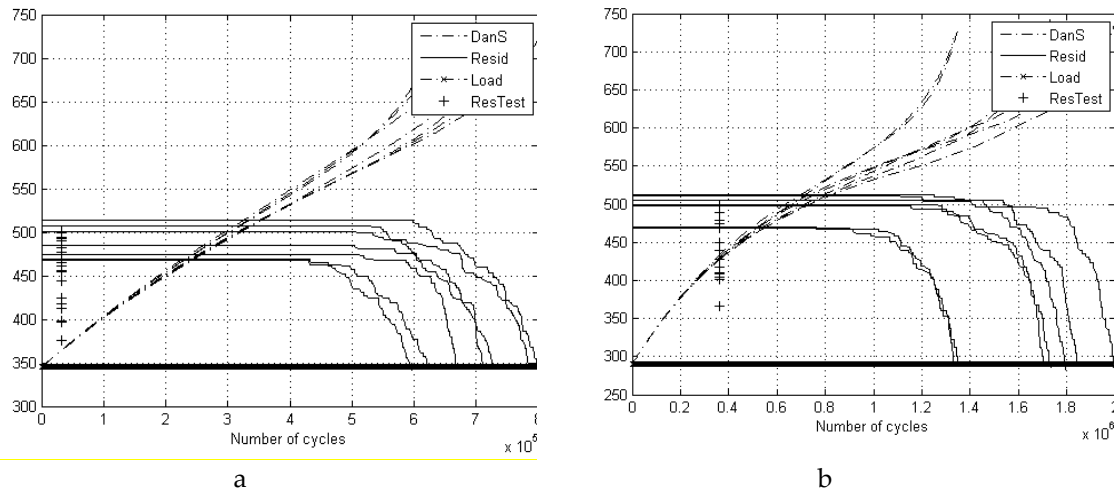 750
700
650
600
550
500
450
400
350
300
0 1 2 3 4 5 6 7 8
Number of cycles
x 10^5
DanS
Resid
Load
ResTest
a
750
700
650
600
550
500
450
400
350
300
250
0 0.2 0.4 0.6 0.8 1 1.2 1.4 1.6 1.8 2
Number of cycles
x 10^6
DanS
Resid
Load
ResTest
b